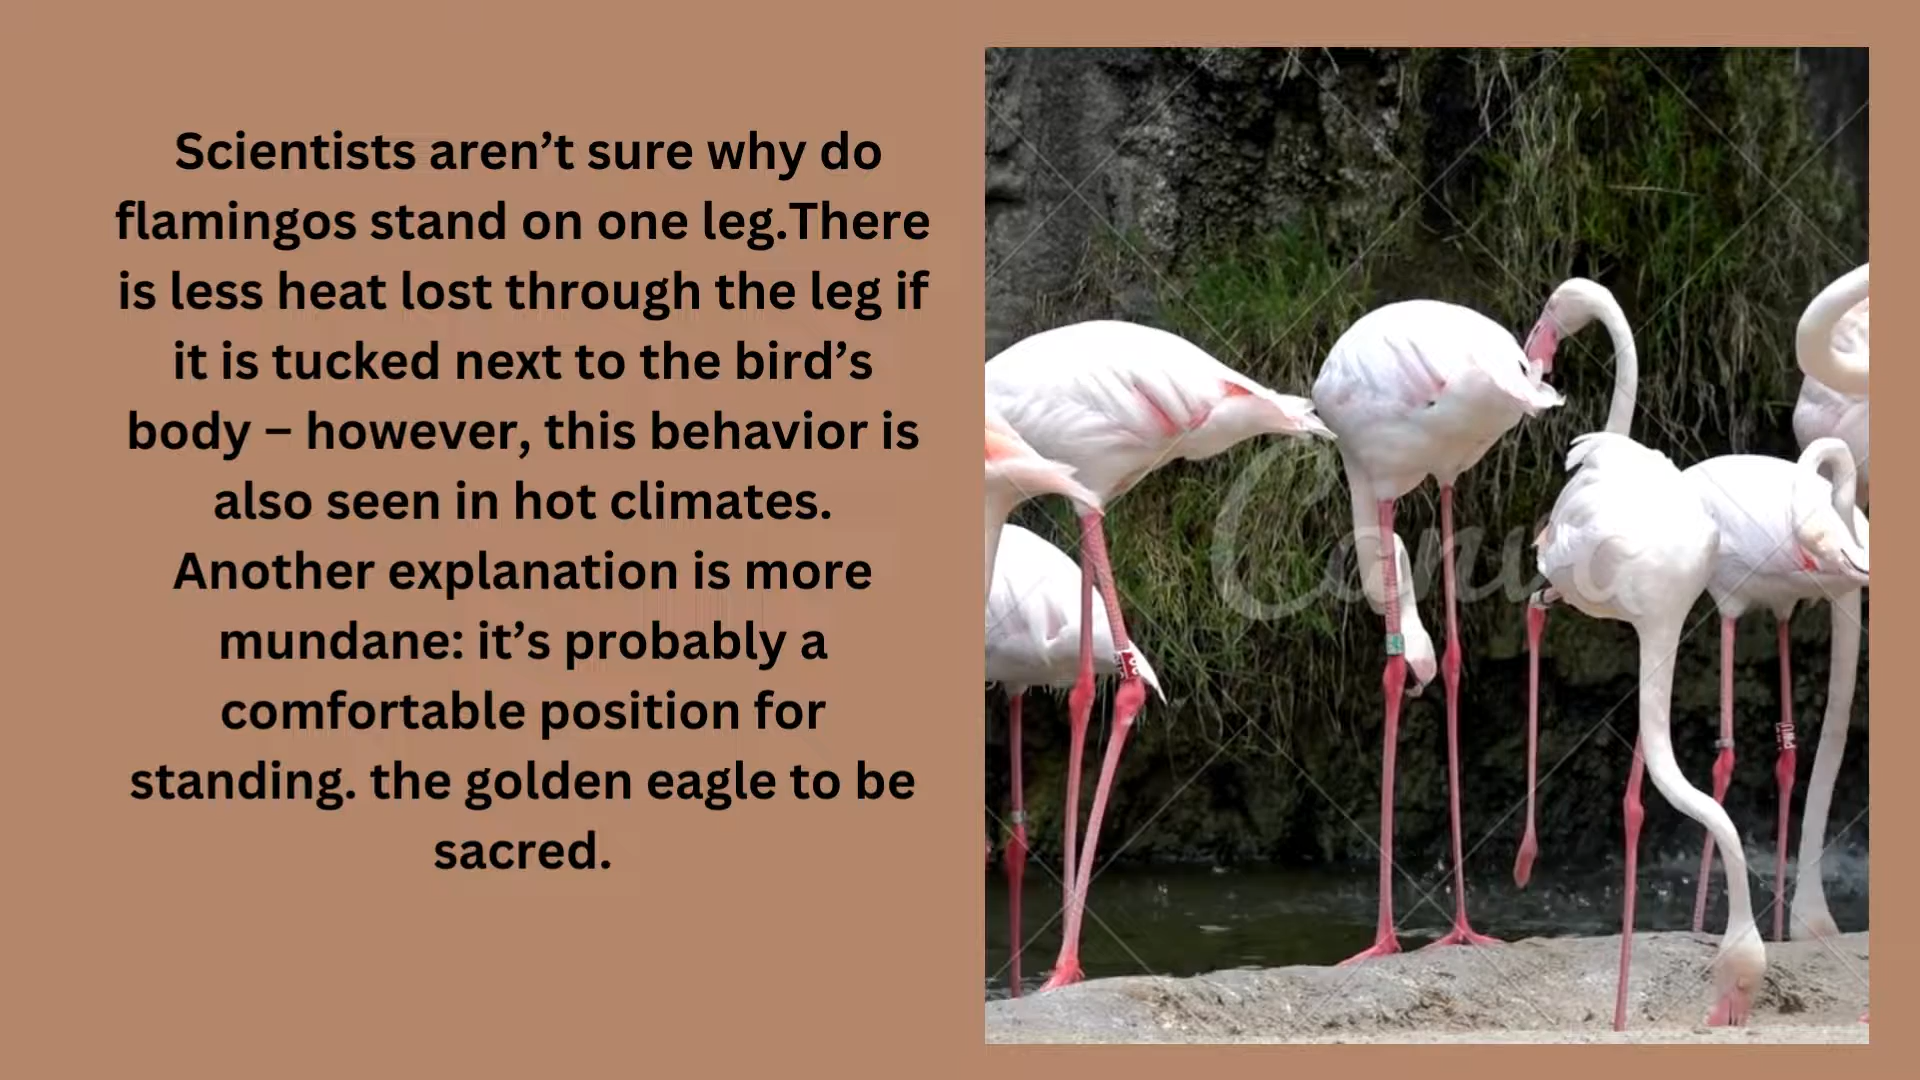 Scientists aren’t sure why do
flamingos stand on one leg.There
is less heat lost through the leg if
it is tucked next to the bird’s
body – however, this behavior is
also seen in hot climates.
Another explanation is more
mundane: it’s probably a
comfortable position for
standing. the golden eagle to be
sacred.
Canva